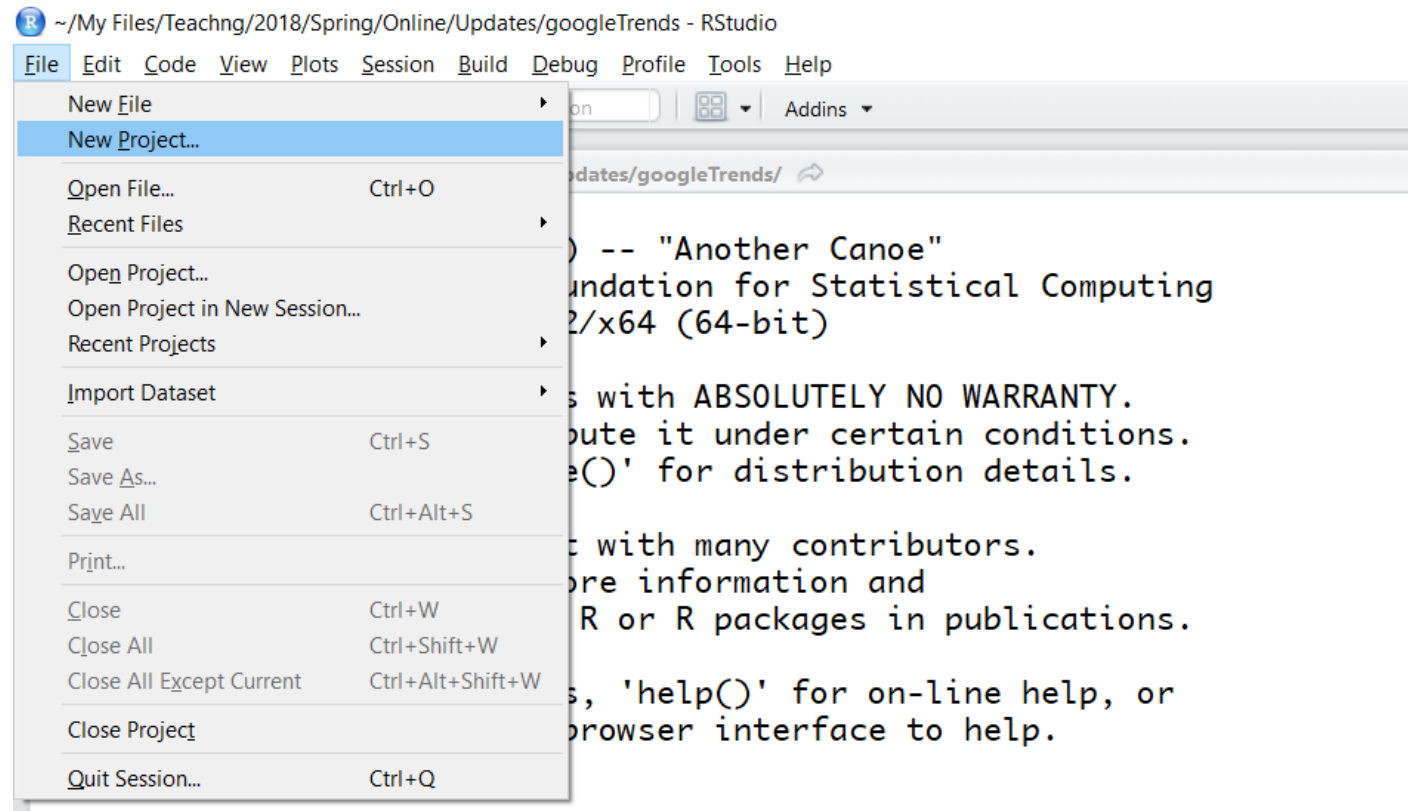 R ~/My Files/Teachng/2018/Spring/Online/Updates/googleTrends - RStudio
File Edit Code View Plots Session Build Debug Profile Tools Help
on Addins
New File
New Project...
Open File... Ctrl+O
Recent Files
Open Project...
Open Project in New Session...
Recent Projects
Import Dataset
Save Ctrl+S
Save As...
Save All Ctrl+Alt+S
Print...
Close Ctrl+W
Close All Ctrl+Shift+W
Close All Except Current Ctrl+Alt+Shift+W
Close Project
Quit Session... Ctrl+Q
dates/googleTrends/
) -- "Another Canoe"
undation for Statistical Computing
2/x64 (64-bit)
s with ABSOLUTELY NO WARRANTY.
bute it under certain conditions.
e()' for distribution details.
t with many contributors.
ore information and
R or R packages in publications.
s, 'help()' for on-line help, or
browser interface to help.